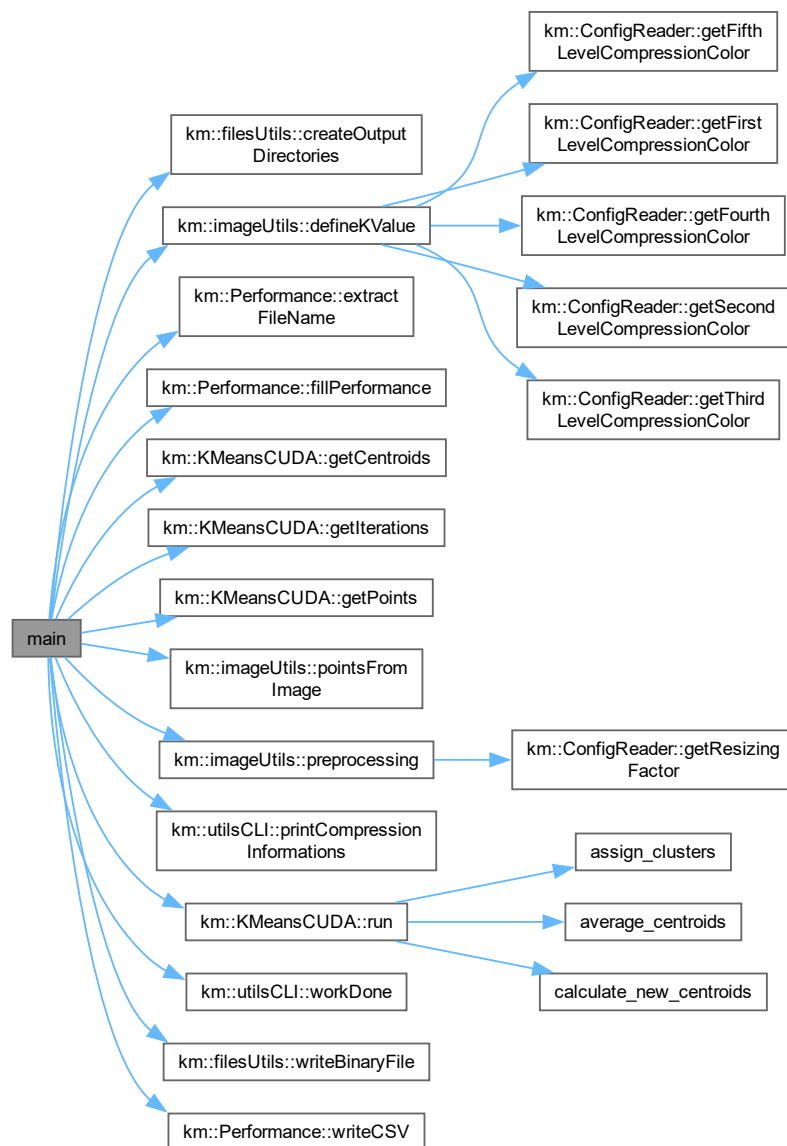 main
km::filesUtils::createOutput
Directories
km::imageUtils::defineKValue
km::Performance::extract
FileName
km::Performance::fillPerformance
km::KMeansCUDA::getCentroids
km::KMeansCUDA::getIterations
km::KMeansCUDA::getPoints
km::imageUtils::pointsFrom
Image
km::imageUtils::preprocessing
km::utilsCLI::printCompression
Informations
km::KMeansCUDA::run
km::utilsCLI::workDone
km::filesUtils::writeBinaryFile
km::Performance::writeCSV
km::ConfigReader::getFifth
LevelCompressionColor
km::ConfigReader::getFirst
LevelCompressionColor
km::ConfigReader::getFourth
LevelCompressionColor
km::ConfigReader::getSecond
LevelCompressionColor
km::ConfigReader::getThird
LevelCompressionColor
km::ConfigReader::getResizing
Factor
assign_clusters
average_centroids
calculate_new_centroids